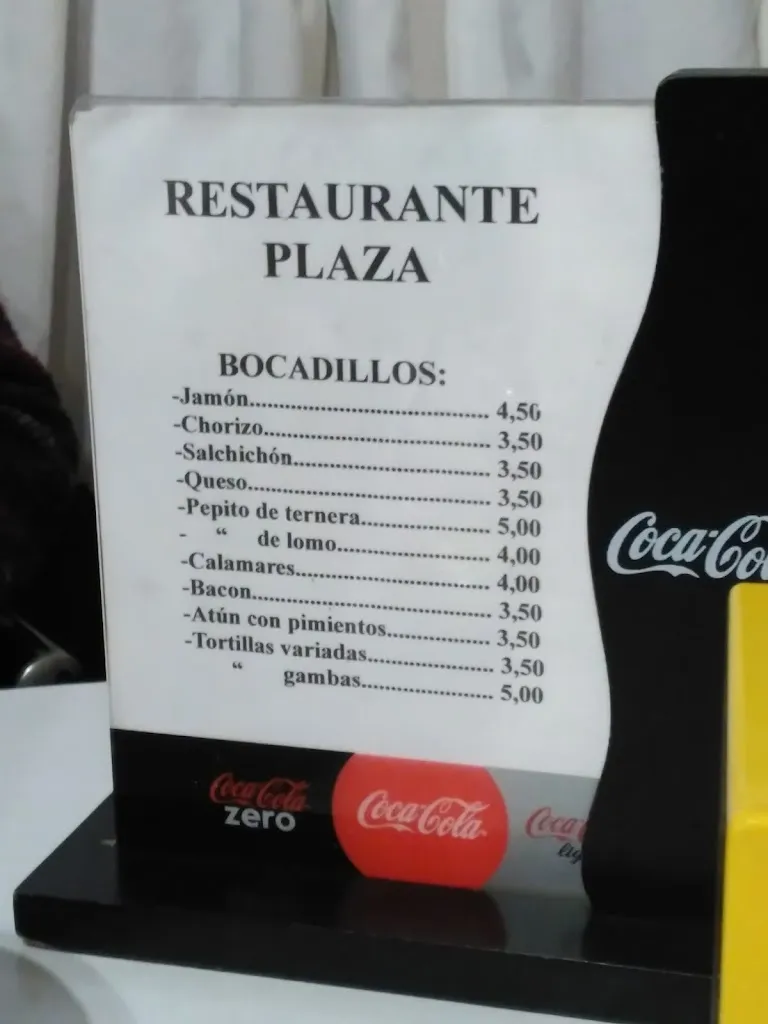 RESTAURANTE
PLAZA
BOCADILLOS:
-Jamón........................................ 4,50
-Chorizo...................................... 3,50
-Salchichón................................. 3,50
-Queso......................................... 3,50
-Pepito de ternera...................... 5,00
- “ de lomo.......................... 4,00
-Calamares................................. 4,00
-Bacon........................................ 3,50
-Atún con pimientos.................. 3,50
-Tortillas variadas..................... 3,50
“ gambas...................... 5,00
Coca-Cola
zero
Coca-Cola